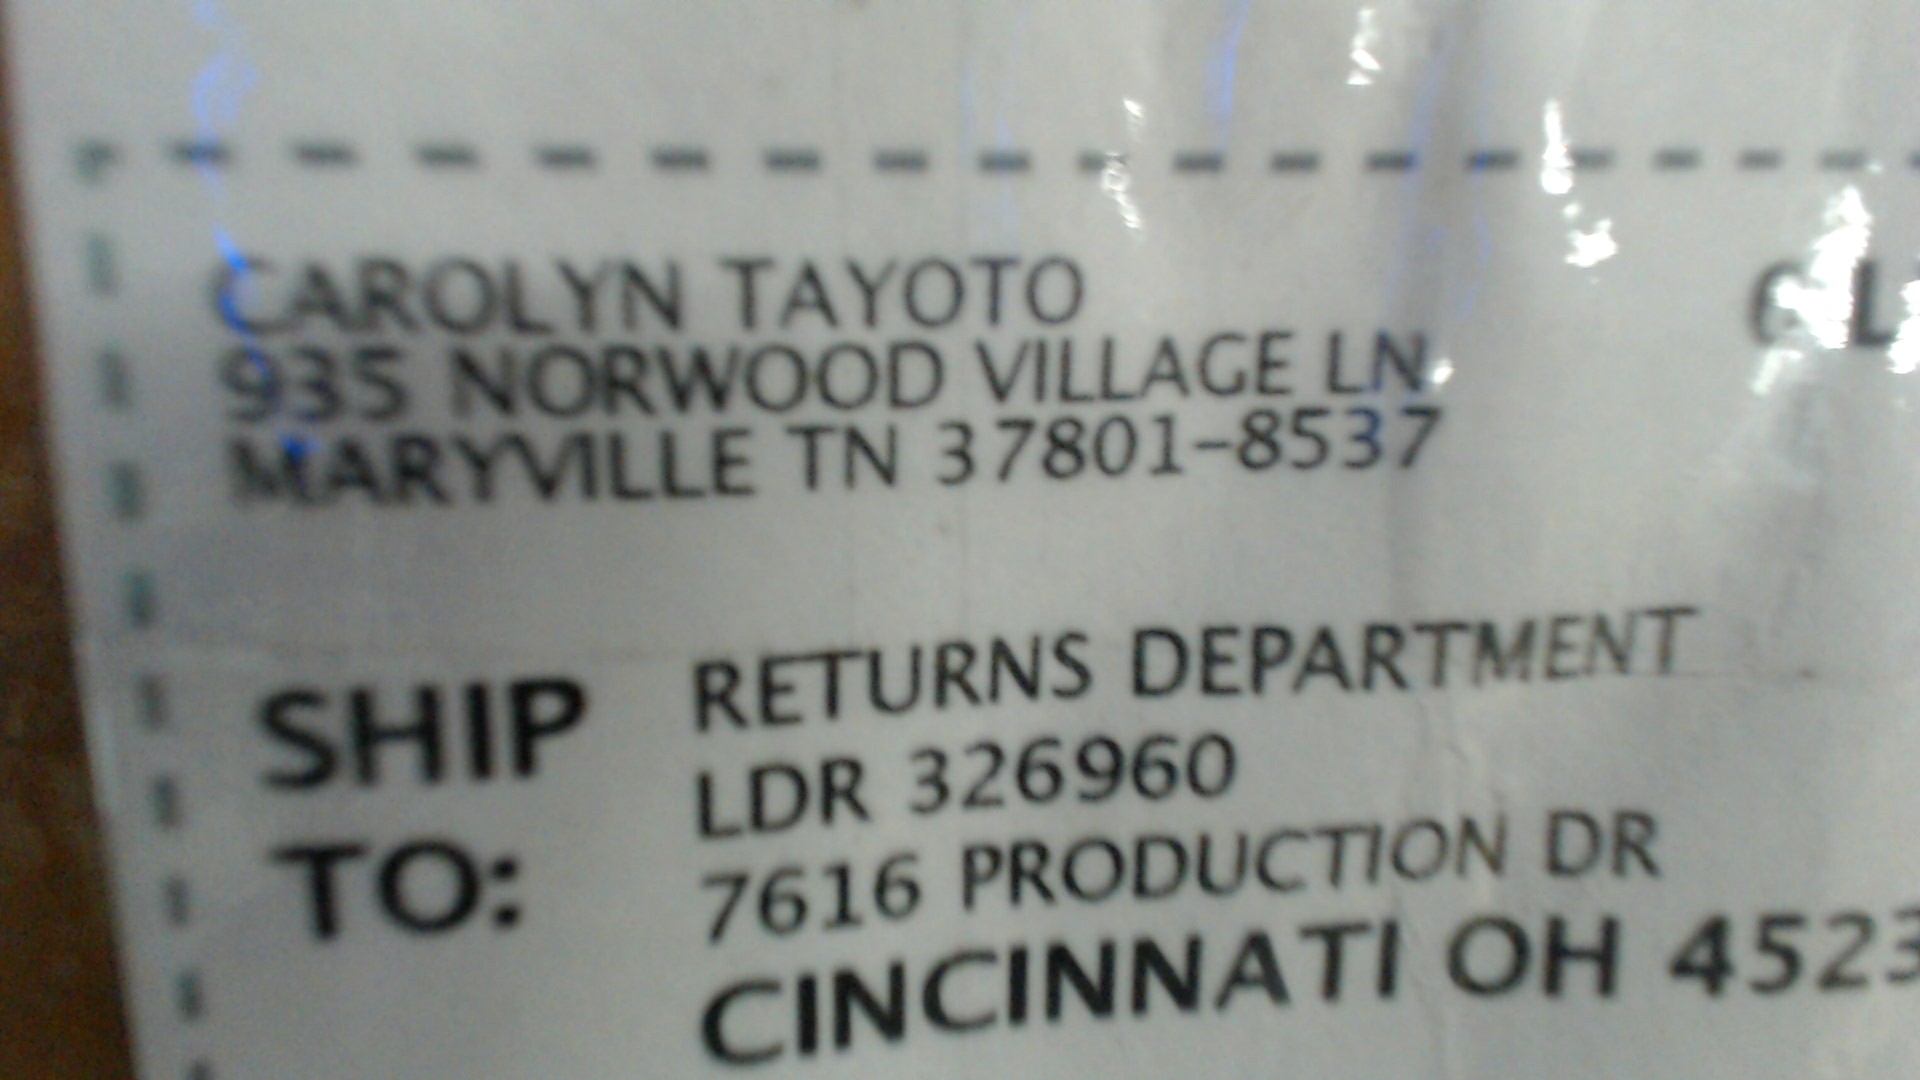 CAROLYN TAYOTO
935 NORWOOD VILLAGE LN
MARYVILLE TN 37801-8537
SHIP TO:
RETURNS DEPARTMENT
LDR 326960
7616 PRODUCTION DR
CINCINNATI OH 4523